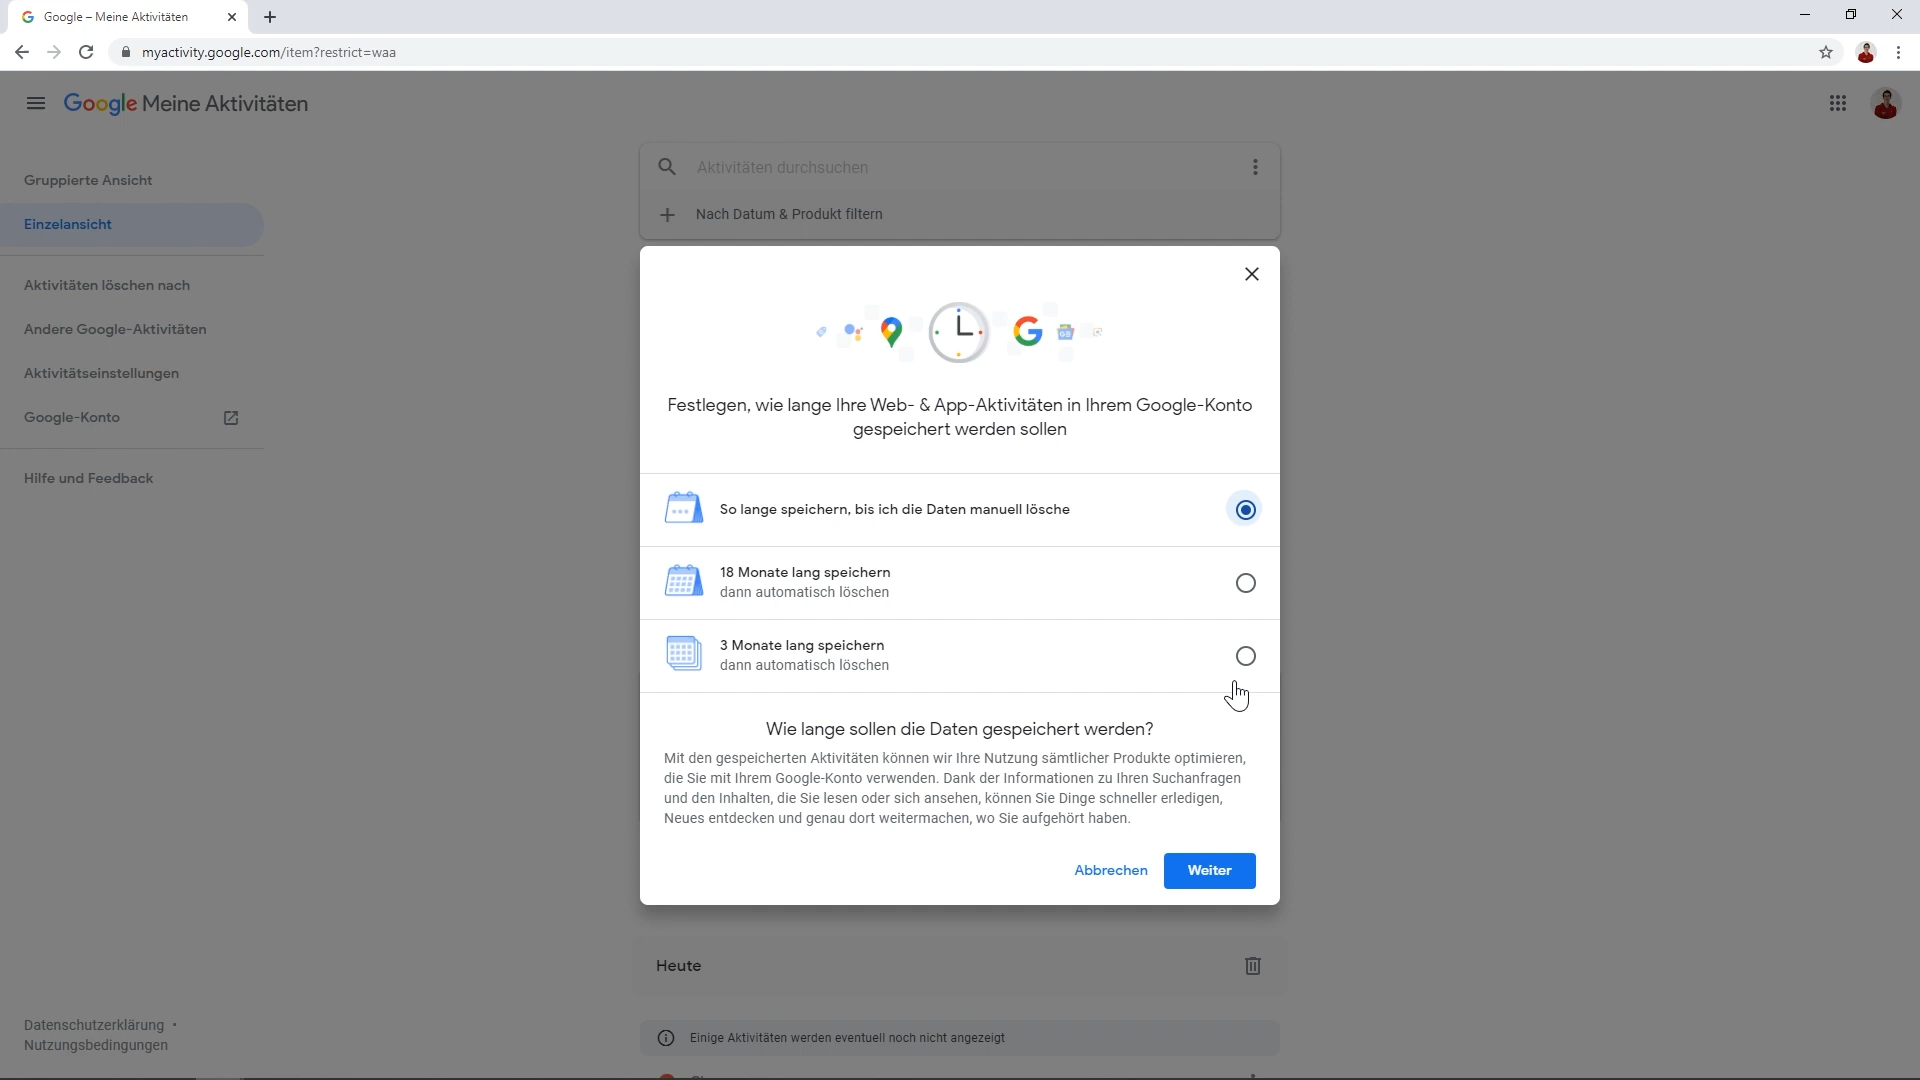 Google – Meine Aktivitäten
myactivity.google.com/item?restrict=waa
Google Meine Aktivitäten
Gruppierte Ansicht
Einzelansicht
Aktivitäten löschen nach
Andere Google-Aktivitäten
Aktivitätseinstellungen
Google-Konto
Hilfe und Feedback
Datenschutzerklärung •
Nutzungsbedingungen
Aktivitäten durchsuchen
Nach Datum & Produkt filtern
Festlegen, wie lange Ihre Web- & App-Aktivitäten in Ihrem Google-Konto
gespeichert werden sollen
So lange speichern, bis ich die Daten manuell lösche
18 Monate lang speichern
dann automatisch löschen
3 Monate lang speichern
dann automatisch löschen
Wie lange sollen die Daten gespeichert werden?
Mit den gespeicherten Aktivitäten können wir Ihre Nutzung sämtlicher Produkte optimieren,
die Sie mit Ihrem Google-Konto verwenden. Dank der Informationen zu Ihren Suchanfragen
und den Inhalten, die Sie lesen oder sich ansehen, können Sie Dinge schneller erledigen,
Neues entdecken und genau dort weitermachen, wo Sie aufgehört haben.
Abbrechen
Weiter
Heute
Einige Aktivitäten werden eventuell noch nicht angezeigt